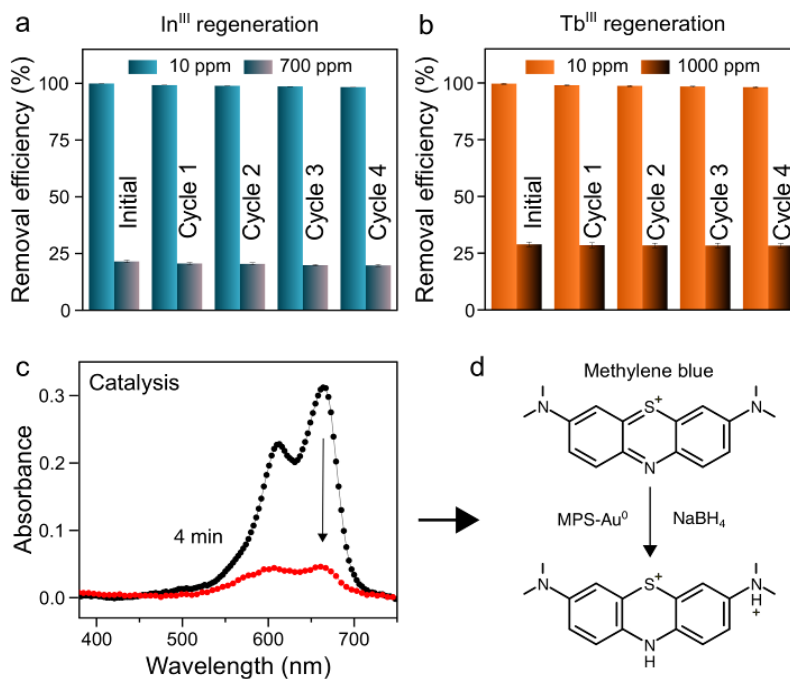 a
In^III regeneration
10 ppm
700 ppm
Removal efficiency (%)
100
75
50
25
0
Initial
Cycle 1
Cycle 2
Cycle 3
Cycle 4
b
Tb^III regeneration
10 ppm
1000 ppm
Removal efficiency (%)
100
75
50
25
0
Initial
Cycle 1
Cycle 2
Cycle 3
Cycle 4
c
Catalysis
4 min
Absorbance
0.3
0.2
0.1
0.0
400 500 600 700
Wavelength (nm)
d
Methylene blue
N S+ N
N
MPS-Au^0 NaBH4
N S+ N
H
+
N
H